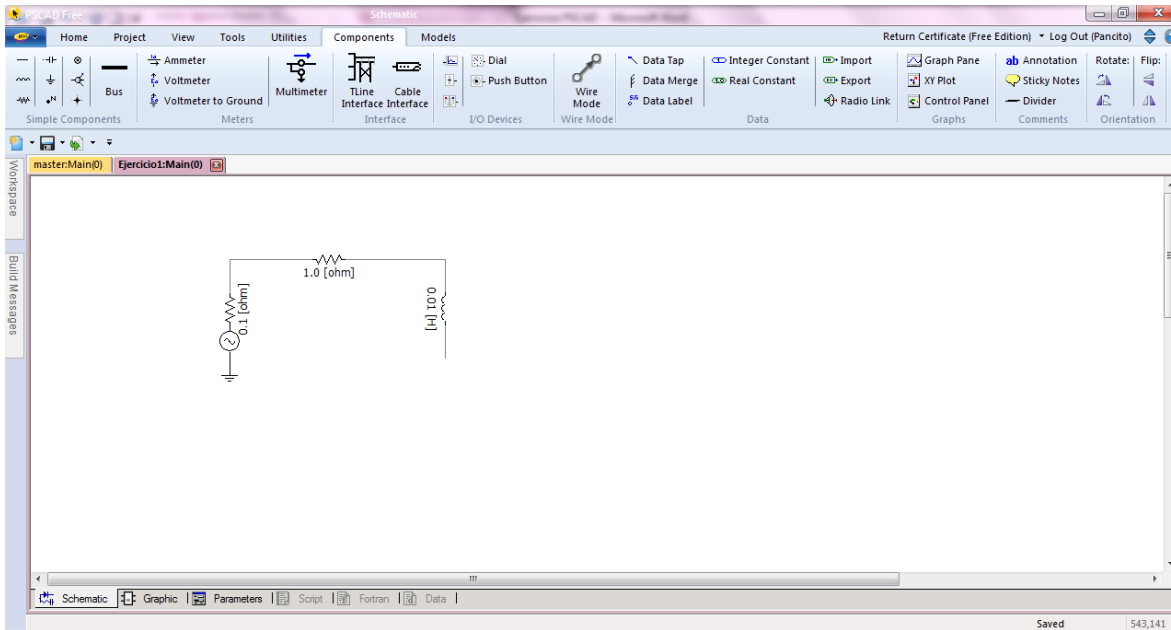 PSCAD Free Schematic
Home Project View Tools Utilities Components Models Return Certificate (Free Edition) Log Out (Pancito)
Ammeter Dial Data Tap Integer Constant Import Graph Pane ab Annotation Rotate: Flip:
Bus Voltmeter Multimeter TLine Interface Cable Interface Push Button Wire Mode Data Merge Real Constant Export XY Plot Sticky Notes
N Voltmeter to Ground Data Label Radio Link Control Panel Divider
Simple Components Meters Interface I/O Devices Wire Mode Data Graphs Comments Orientation
master:Main(0) Ejercicio1:Main(0)
Workspace
Build Messages
1.0 [ohm]
0.1 [ohm]
0.01 [H]
Schematic Graphic Parameters Script Fortran Data
Saved 543,141